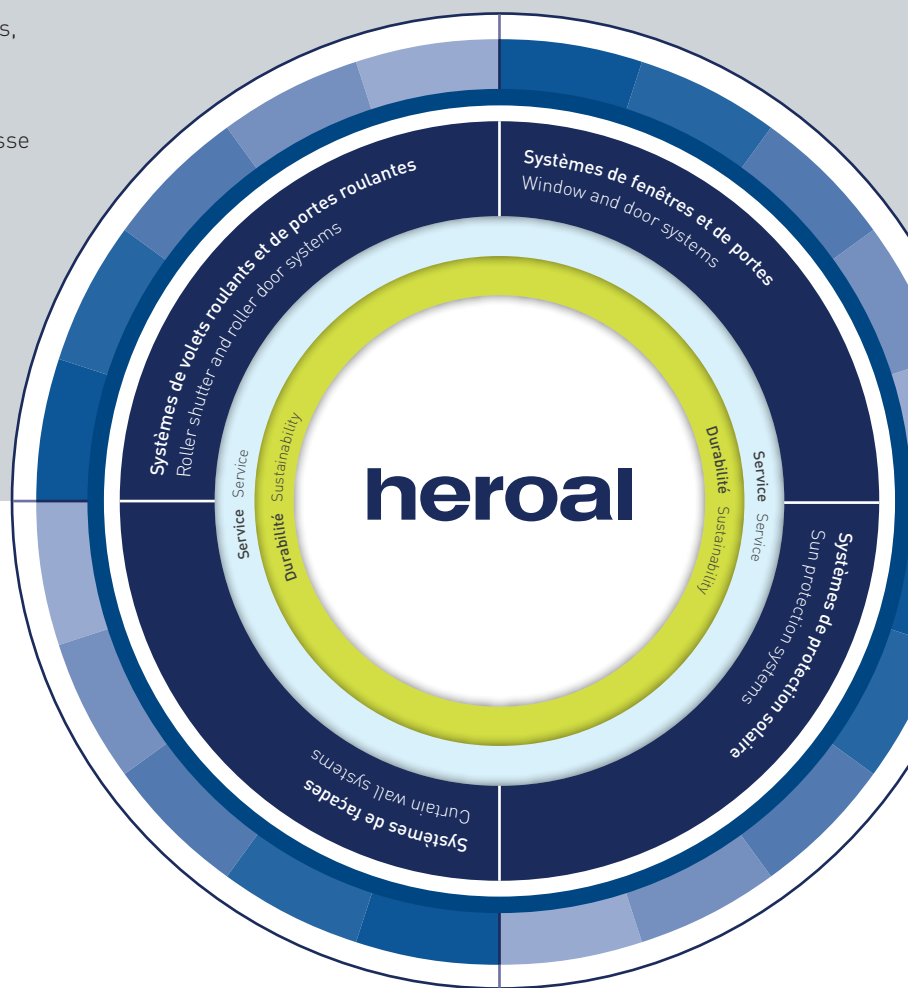 s,
sse
Systèmes de volets roulants et de portes roulantes
Roller shutter and roller door systems
Systèmes de fenêtres et de portes
Window and door systems
Service Service
Durabilité Sustainability
heroal
Durabilité Sustainability
Service Service
Systèmes de protection solaire
Sun protection systems
Systèmes de façades
Curtain wall systems